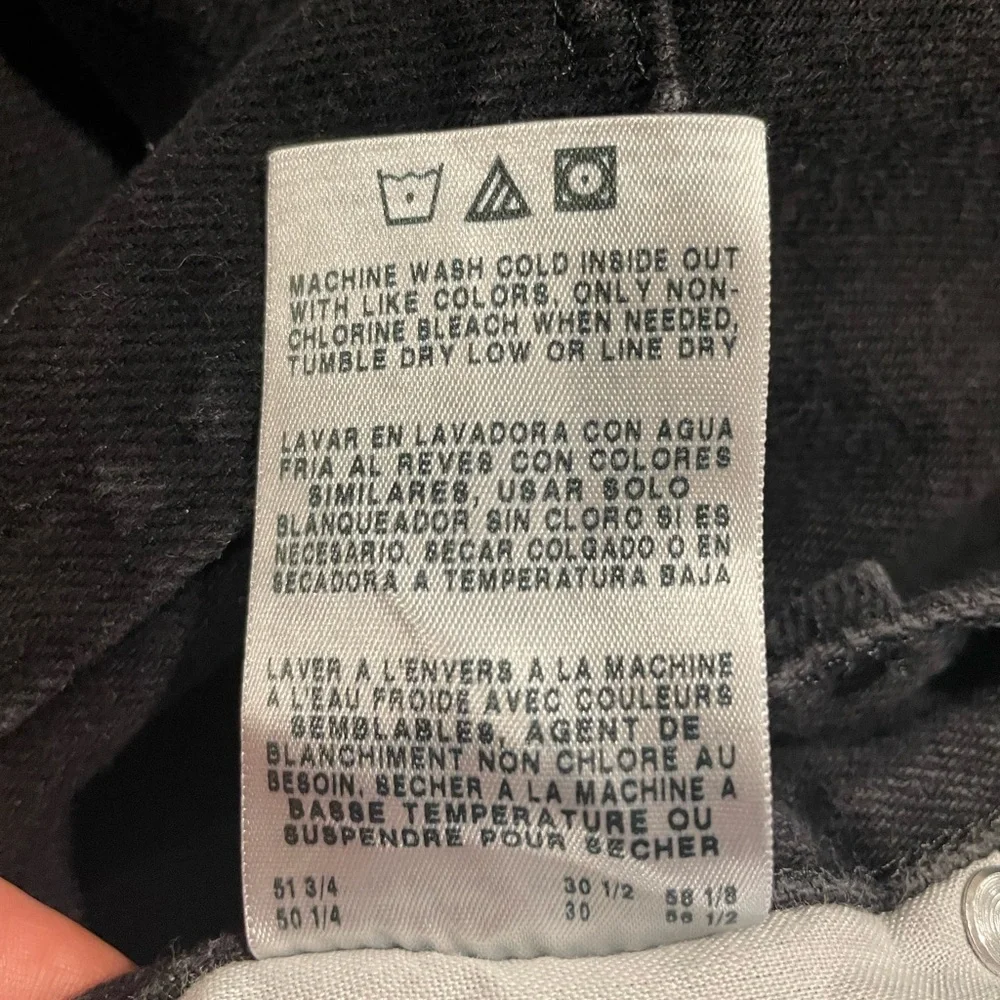 MACHINE WASH COLD INSIDE OUT
WITH LIKE COLORS, ONLY NON-
CHLORINE BLEACH WHEN NEEDED,
TUMBLE DRY LOW OR LINE DRY
LAVAR EN LAVADORA CON AGUA
FRIA AL REVES CON COLORES
SIMILARES, USAR SOLO
BLANQUEADOR SIN CLORO SI ES
NECESARIO, SECAR COLGADO O EN
SECADORA A TEMPERATURA BAJA
LAVER A L'ENVERS A LA MACHINE
A L'EAU FROIDE AVEC COULEURS
SEMBLABLES, AGENT DE
BLANCHIMENT NON CHLORE AU
BESOIN, SECHER A LA MACHINE A
BASSE TEMPERATURE OU
SUSPENDRE POUR SECHER
51 3/4 30 1/2 58 1/8
50 1/4 30 56 1/2